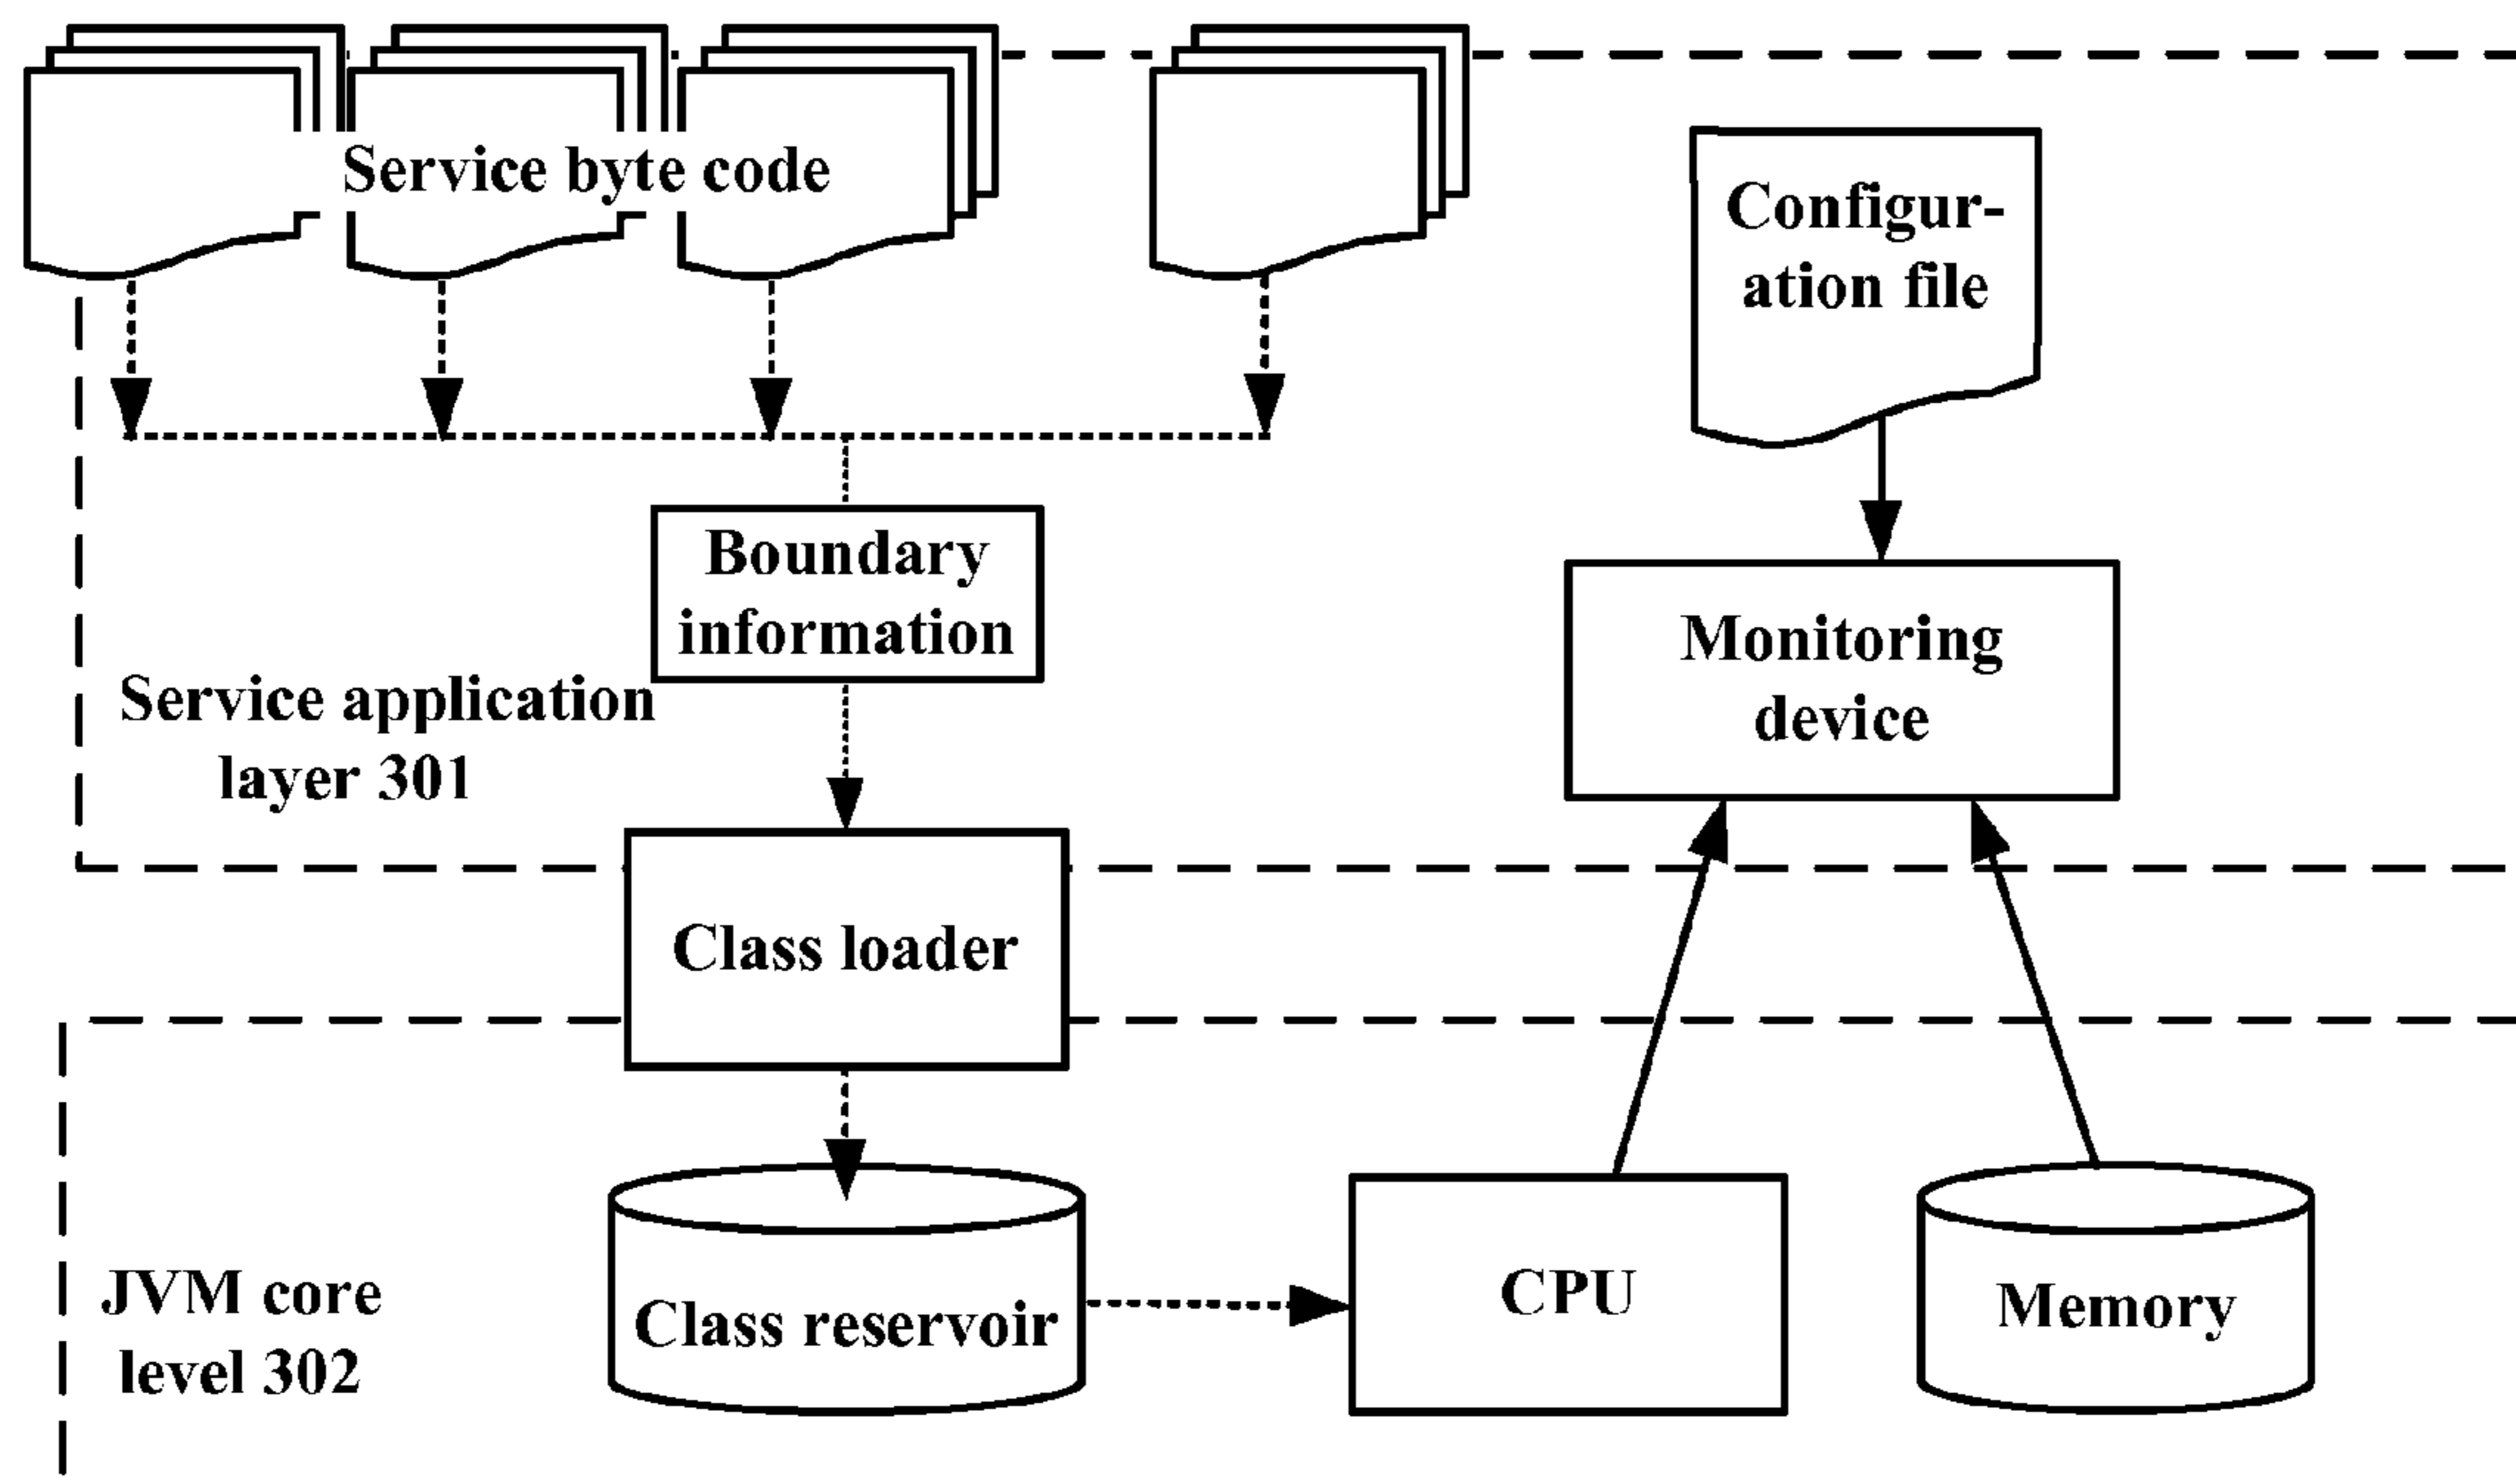 Service byte code
Configur-
ation file
Boundary
information
Monitoring
device
Service application
layer 301
Class loader
JVM core
level 302
Class reservoir
CPU
Memory